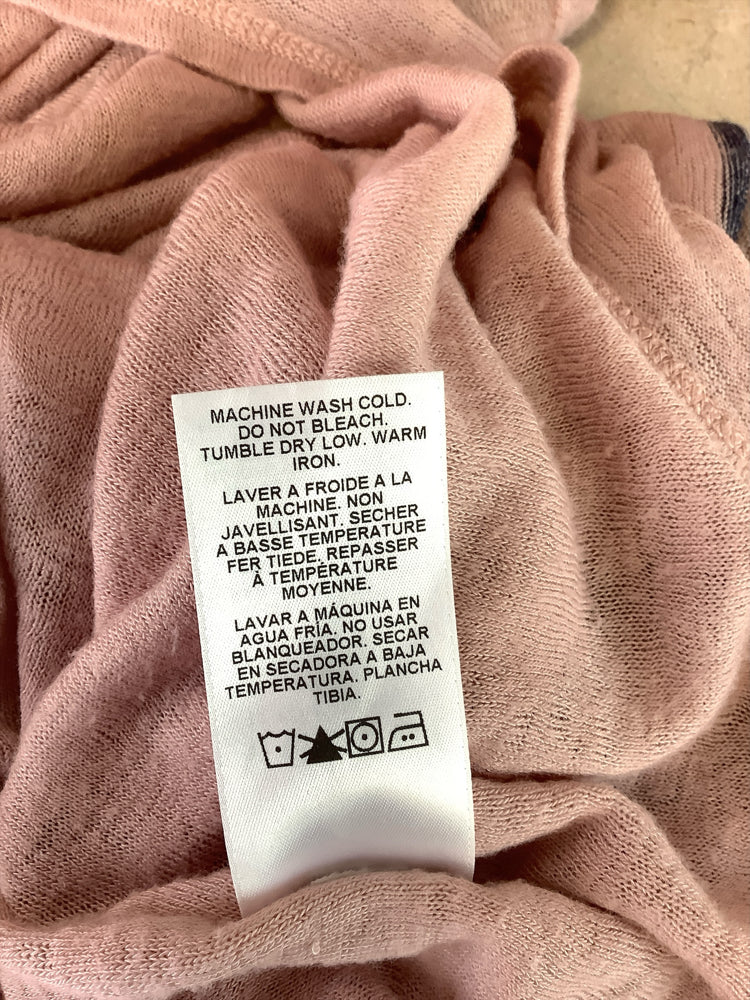 MACHINE WASH COLD.
DO NOT BLEACH.
TUMBLE DRY LOW. WARM
IRON.
LAVER A FROIDE A LA
MACHINE. NON
JAVELLISANT. SECHER
A BASSE TEMPERATURE
FER TIEDE. REPASSER
À TEMPÉRATURE
MOYENNE.
LAVAR A MÁQUINA EN
AGUA FRÍA. NO USAR
BLANQUEADOR. SECAR
EN SECADORA A BAJA
TEMPERATURA. PLANCHA
TIBIA.